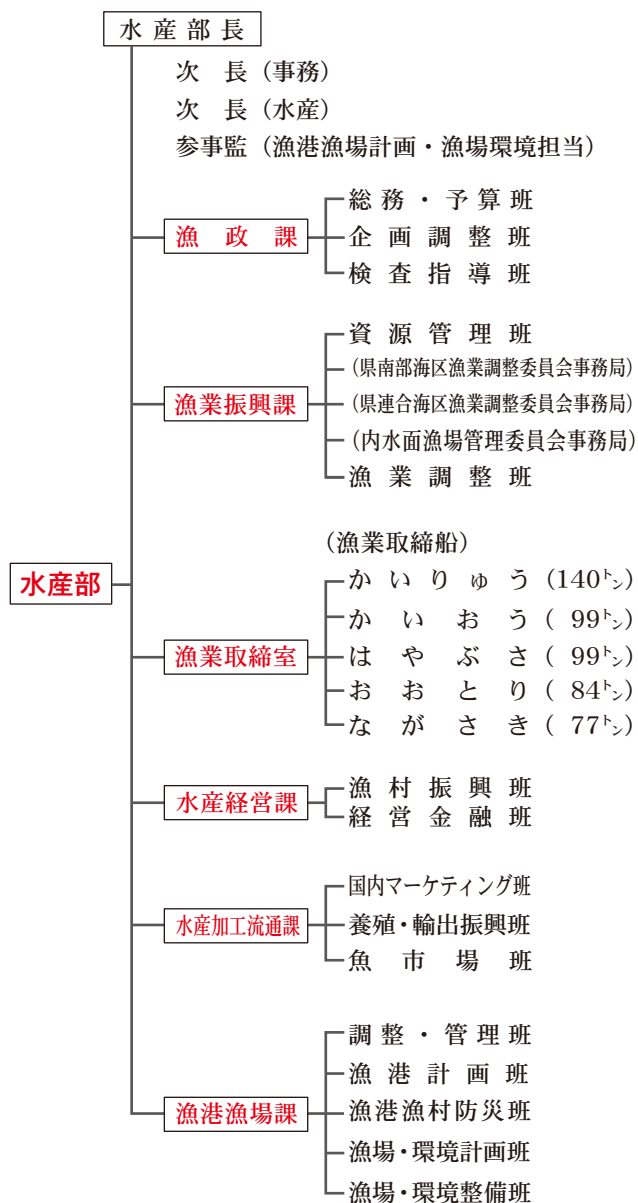 水産部長
次長（事務）
次長（水産）
参事監（漁港漁場計画・漁場環境担当）
漁政課
総務・予算班
企画調整班
検査指導班
漁業振興課
資源管理班
（県南部海区漁業調整委員会事務局）
（県連合海区漁業調整委員会事務局）
（内水面漁場管理委員会事務局）
漁業調整班
水産部
漁業取締室
（漁業取締船）
かいりゅう（140トン）
かいおう（ 99トン）
はやぶさ（ 99トン）
おおとり（ 84トン）
ながさき（ 77トン）
水産経営課
漁村振興班
経営金融班
水産加工流通課
国内マーケティング班
養殖・輸出振興班
魚市場班
漁港漁場課
調整・管理班
漁港計画班
漁港漁村防災班
漁場・環境計画班
漁場・環境整備班